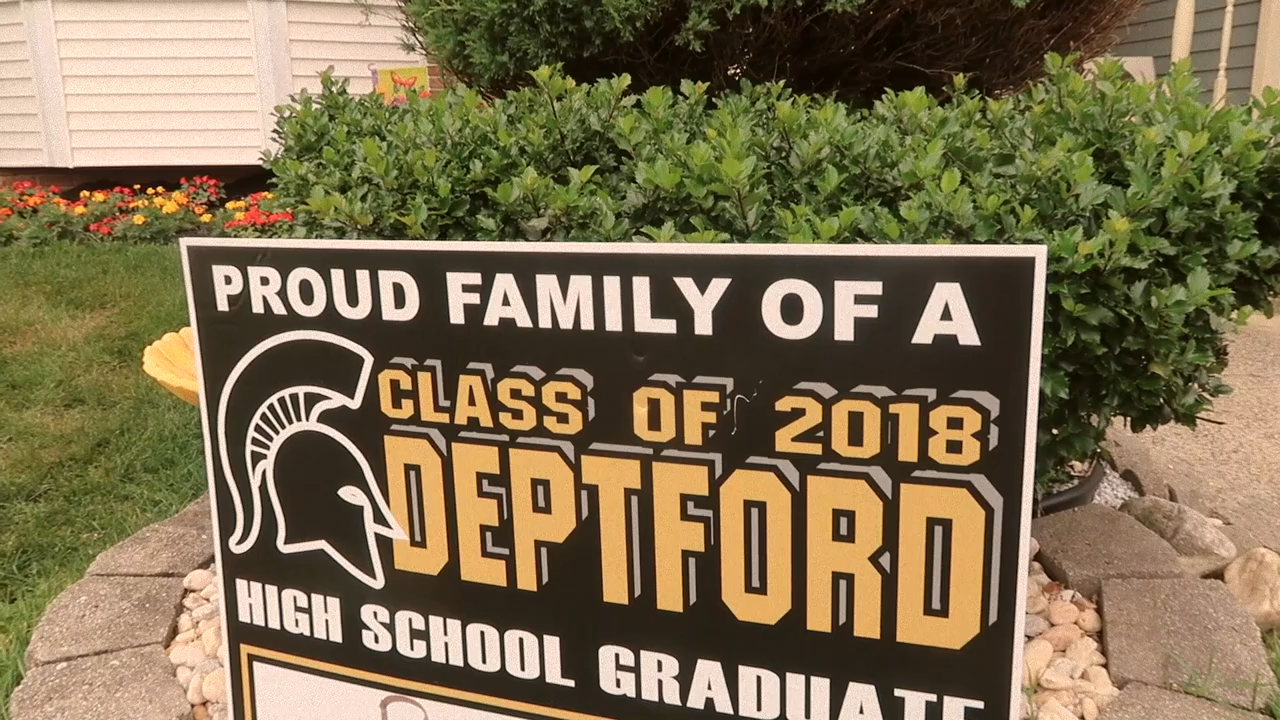 PROUD FAMILY OF A
CLASS OF 2018
DEPTFORD
HIGH SCHOOL GRADUATE